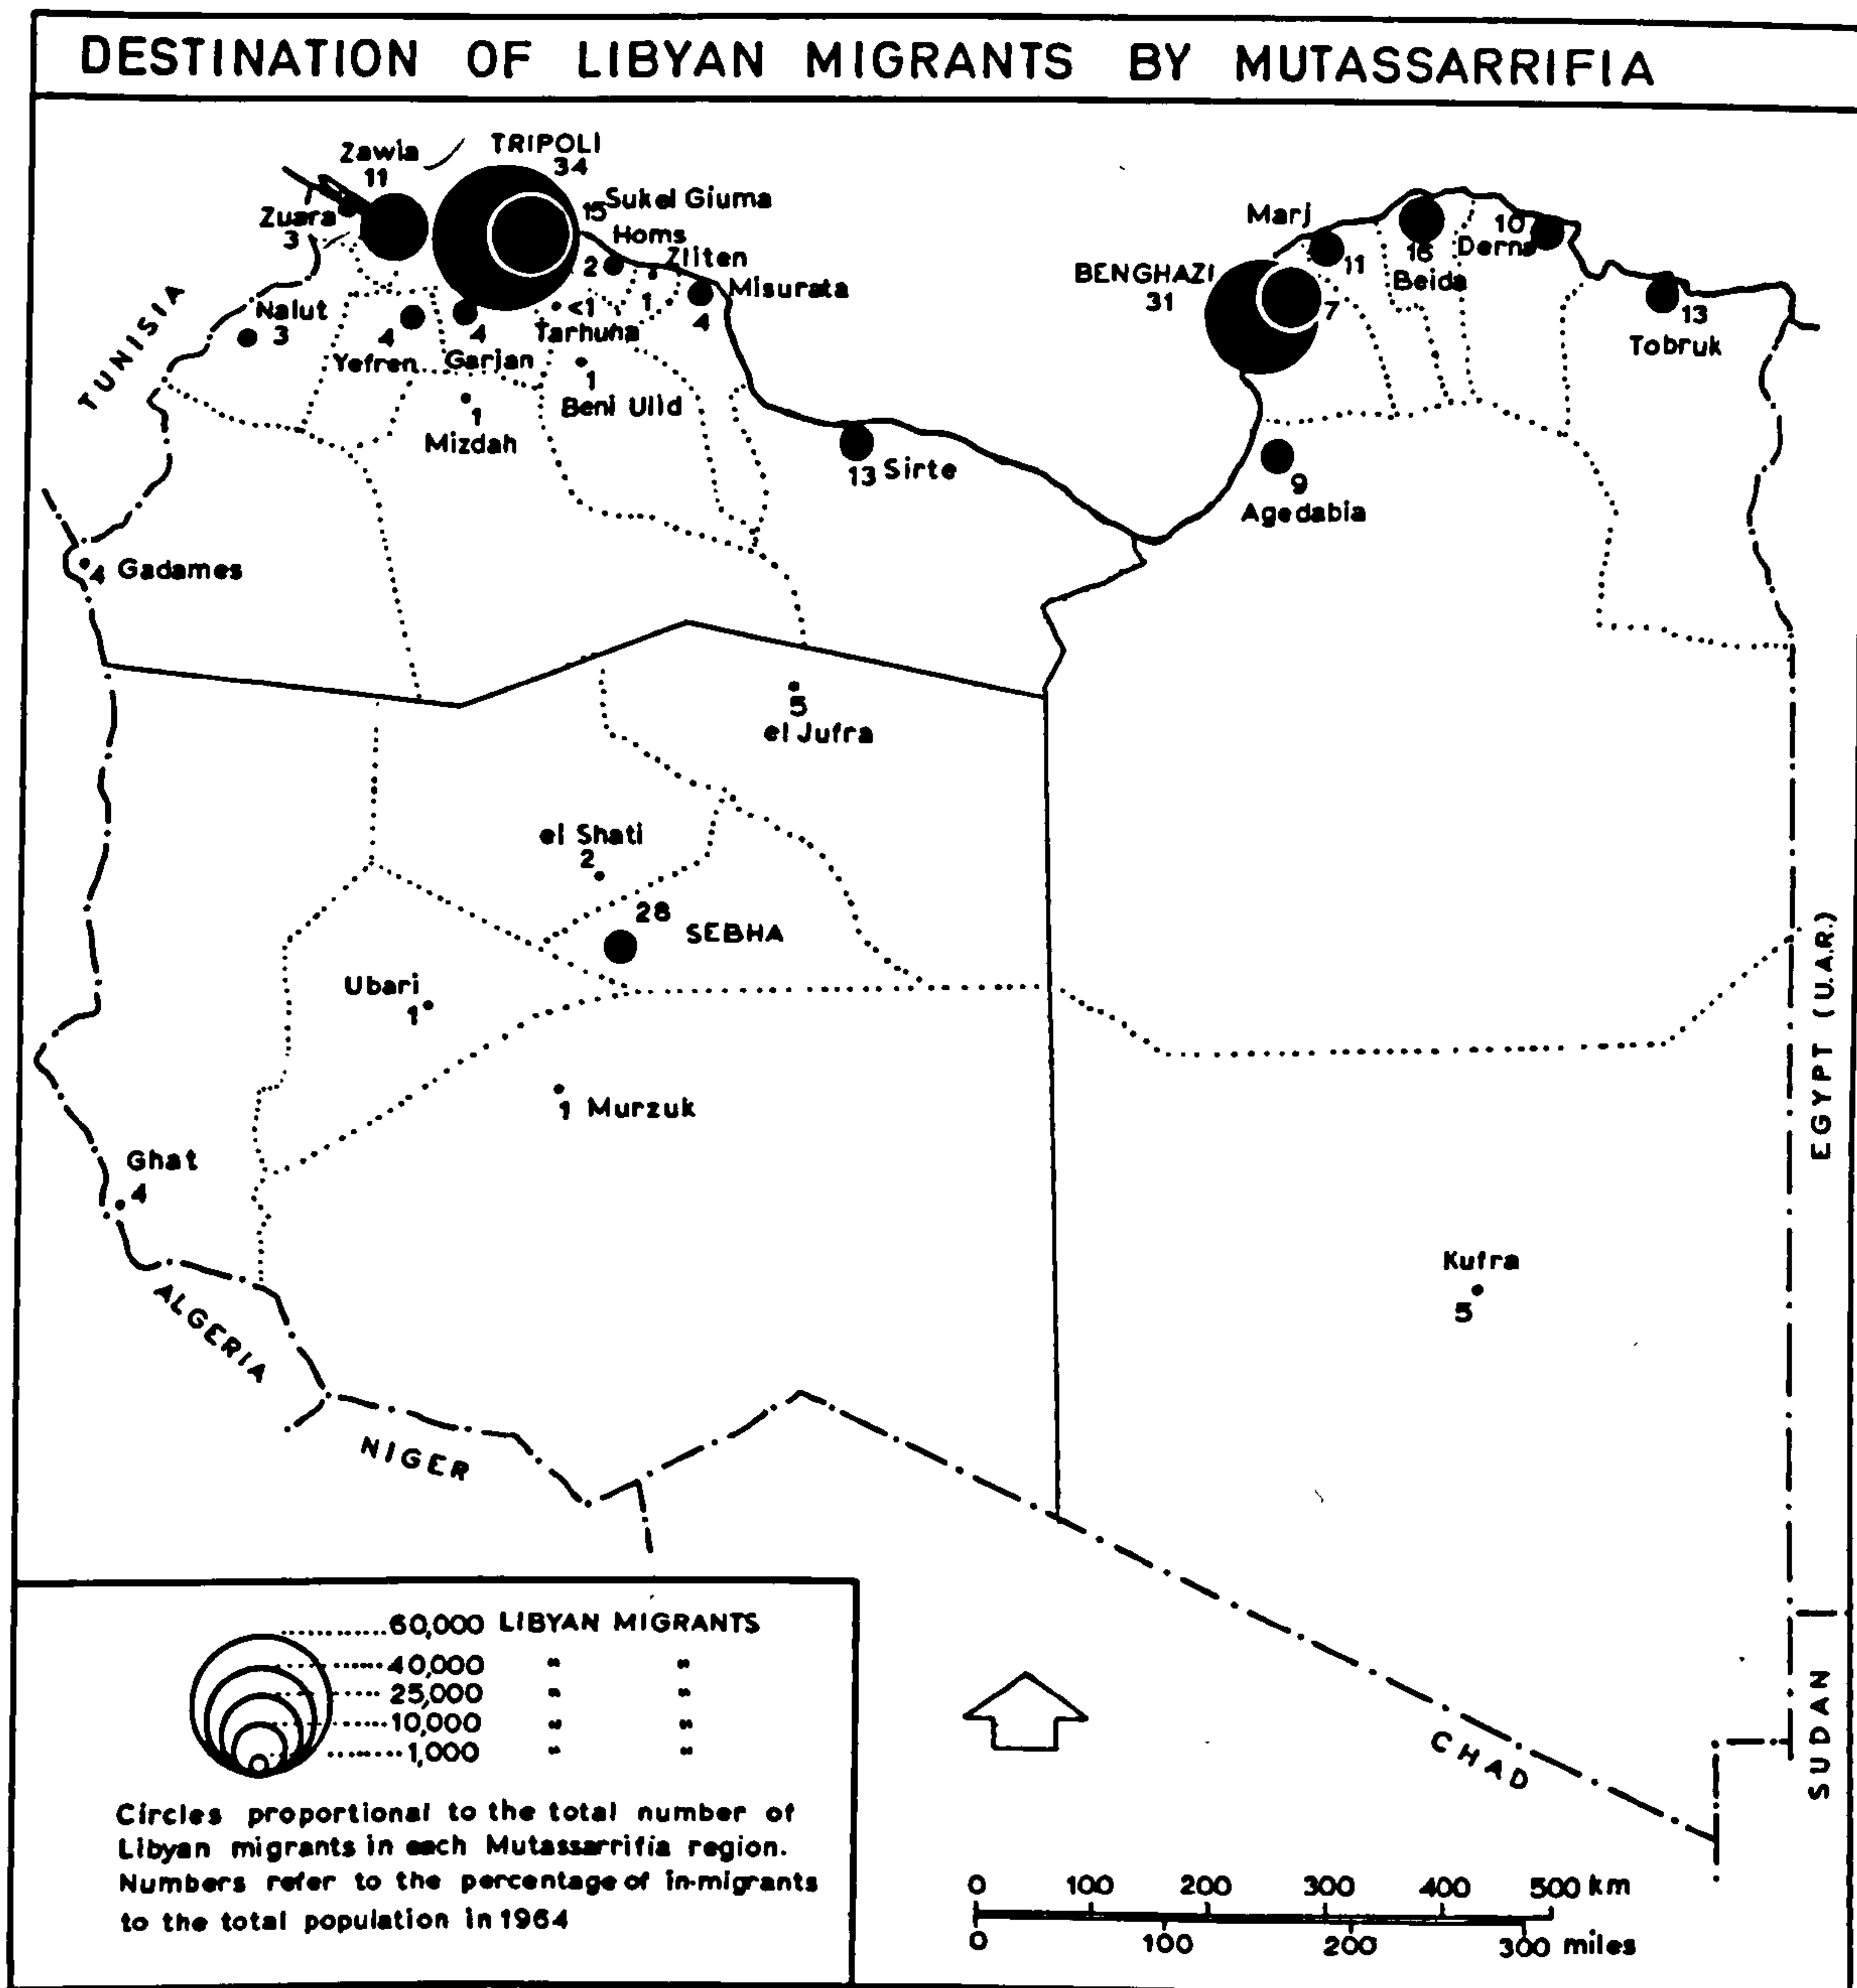 DESTINATION OF LIBYAN MIGRANTS BY MUTASSARRIFIA
Zawia
11
TRIPOLI
34
Zuara
3
15
Sukel Giuma
Homs
2
Zliten
1
Misurata
4
Nalut
3
4
Yefren
4
Garian
<1
Tarhuna
1
Beni Ulid
1
Mizdah
13 Sirte
Marj
11
BENGHAZI
31
7
16
Beida
10
Derna
13
Tobruk
9
Agedabia
TUNISIA
4 Gadames
5
el Jufra
el Shati
2
28
SEBHA
Ubari
1
1 Murzuk
Ghat
4
Kufra
5
ALGERIA
NIGER
CHAD
EGYPT (U.A.R.)
SUDAN
60,000 LIBYAN MIGRANTS
40,000 " "
25,000 " "
10,000 " "
1,000 " "
Circles proportional to the total number of
Libyan migrants in each Mutassarrifia region.
Numbers refer to the percentage of in-migrants
to the total population in 1964
0 100 200 300 400 500 km
0 100 200 300 miles